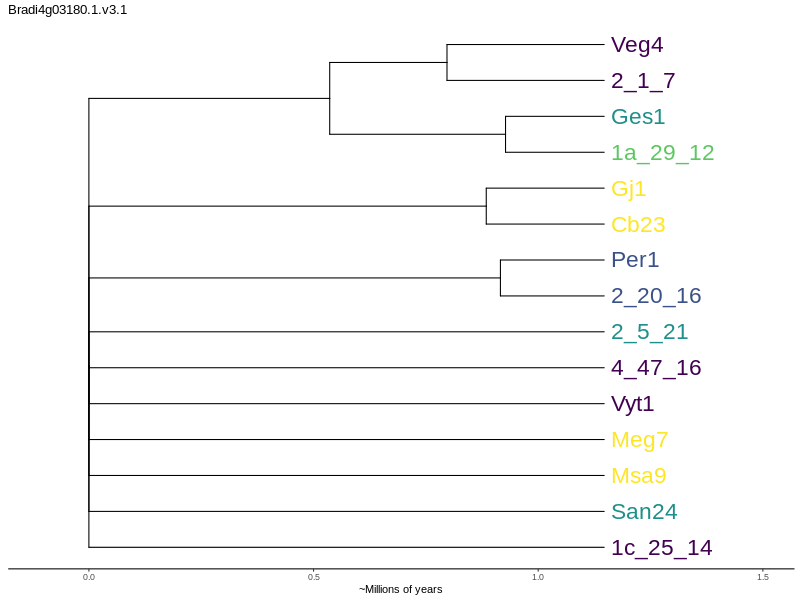 Bradi4g03180.1.v3.1
Veg4
2_1_7
Ges1
1a_29_12
Gj1
Cb23
Per1
2_20_16
2_5_21
4_47_16
Vyt1
Meg7
Msa9
San24
1c_25_14
0.0 0.5 1.0 1.5
~Millions of years